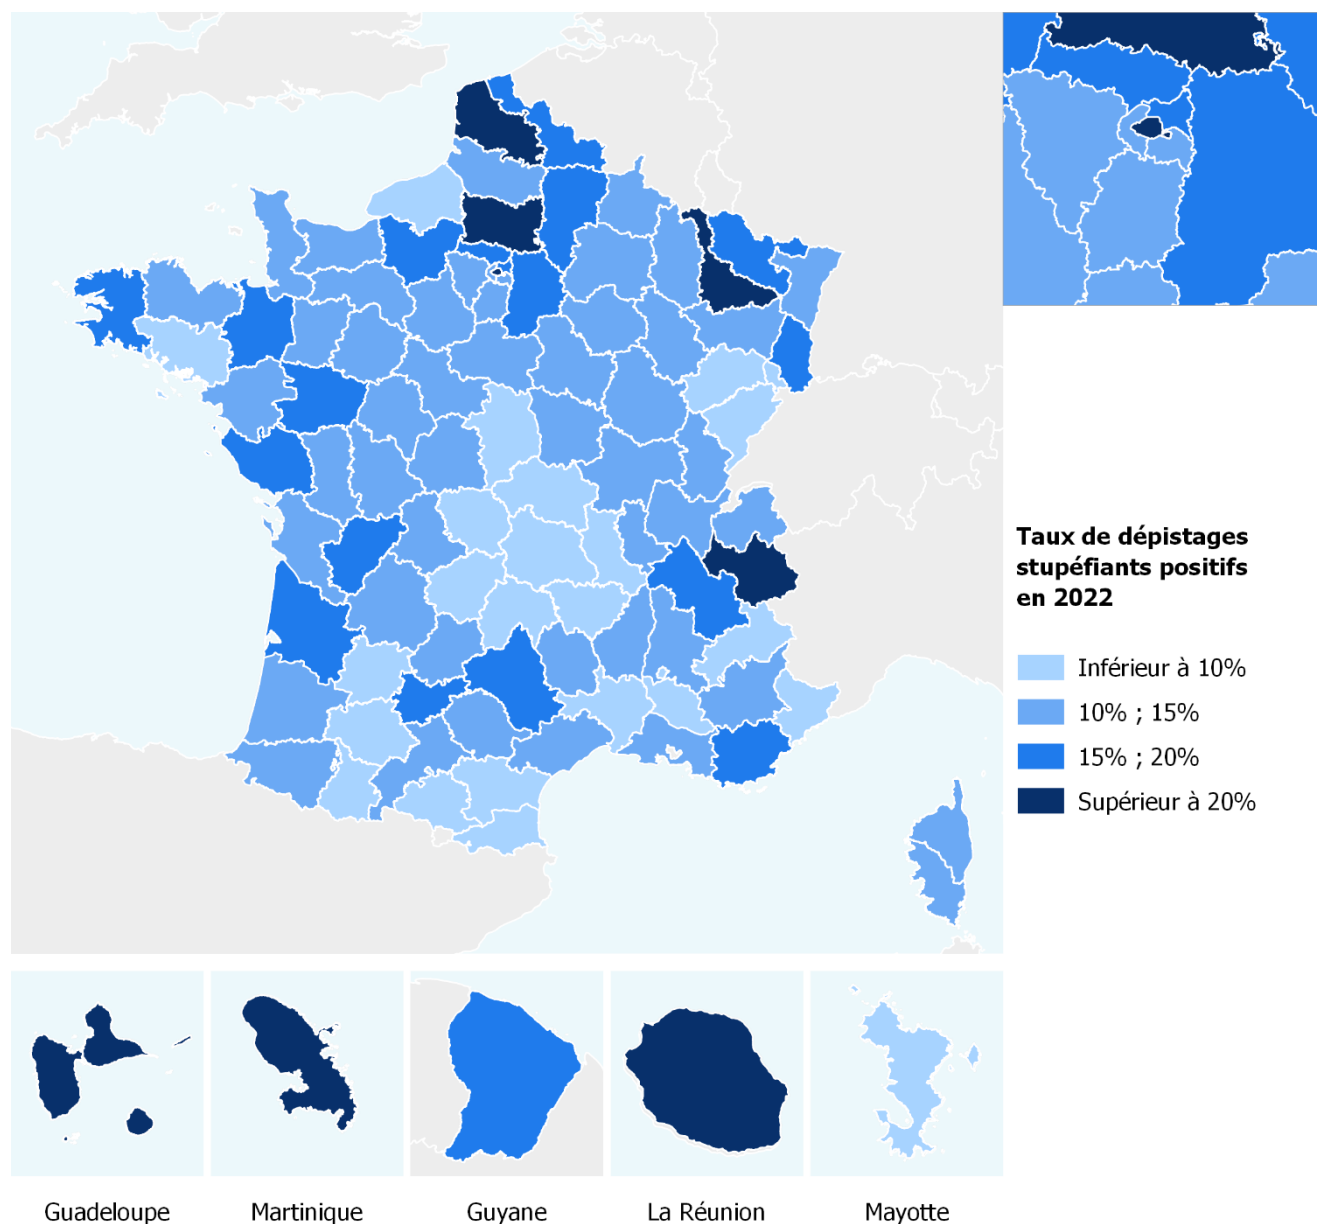 Taux de dépistages
stupéfiants positifs
en 2022
Inférieur à 10%
10% ; 15%
15% ; 20%
Supérieur à 20%
Guadeloupe
Martinique
Guyane
La Réunion
Mayotte